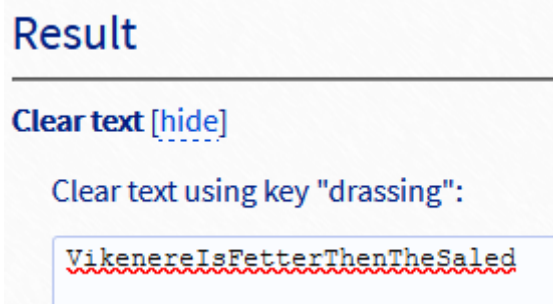 Result
Clear text [hide]
Clear text using key "drassing":
VikenereIsFetterThenTheSaled